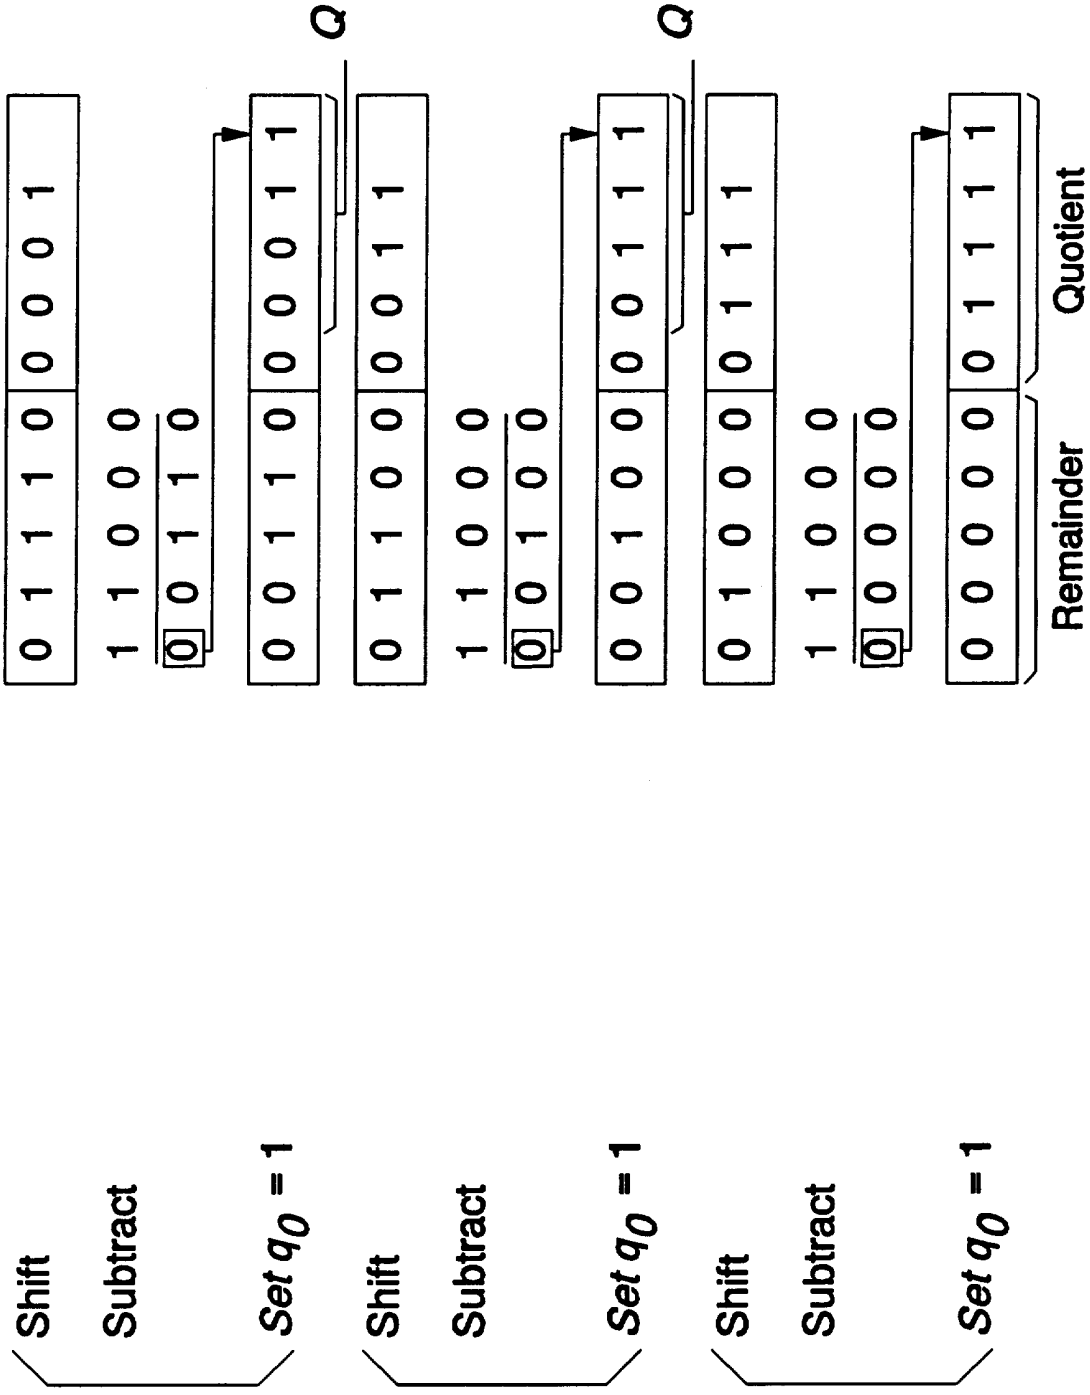 Shift 0 1 1 1 0 0 0 0 1
Subtract 1 1 0 0 0
0 0 1 1 0
Set q0 = 1 0 0 1 1 0 0 0 0 1 1
Q
Shift 0 1 1 0 0 0 0 1 1
Subtract 1 1 0 0 0
0 0 1 0 0
Set q0 = 1 0 0 1 0 0 0 0 1 1 1
Q
Shift 0 1 0 0 0 0 1 1 1
Subtract 1 1 0 0 0
0 0 0 0 0
Set q0 = 1 0 0 0 0 0 0 1 1 1 1
Remainder Quotient